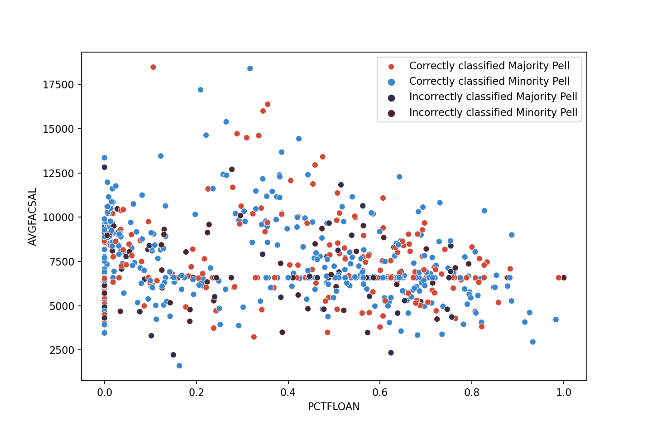 17500
15000
12500
10000
7500
5000
2500
AVGFACSAL
0.0 0.2 0.4 0.6 0.8 1.0
PCTFLOAN
Correctly classified Majority Pell
Correctly classified Minority Pell
Incorrectly classified Majority Pell
Incorrectly classified Minority Pell